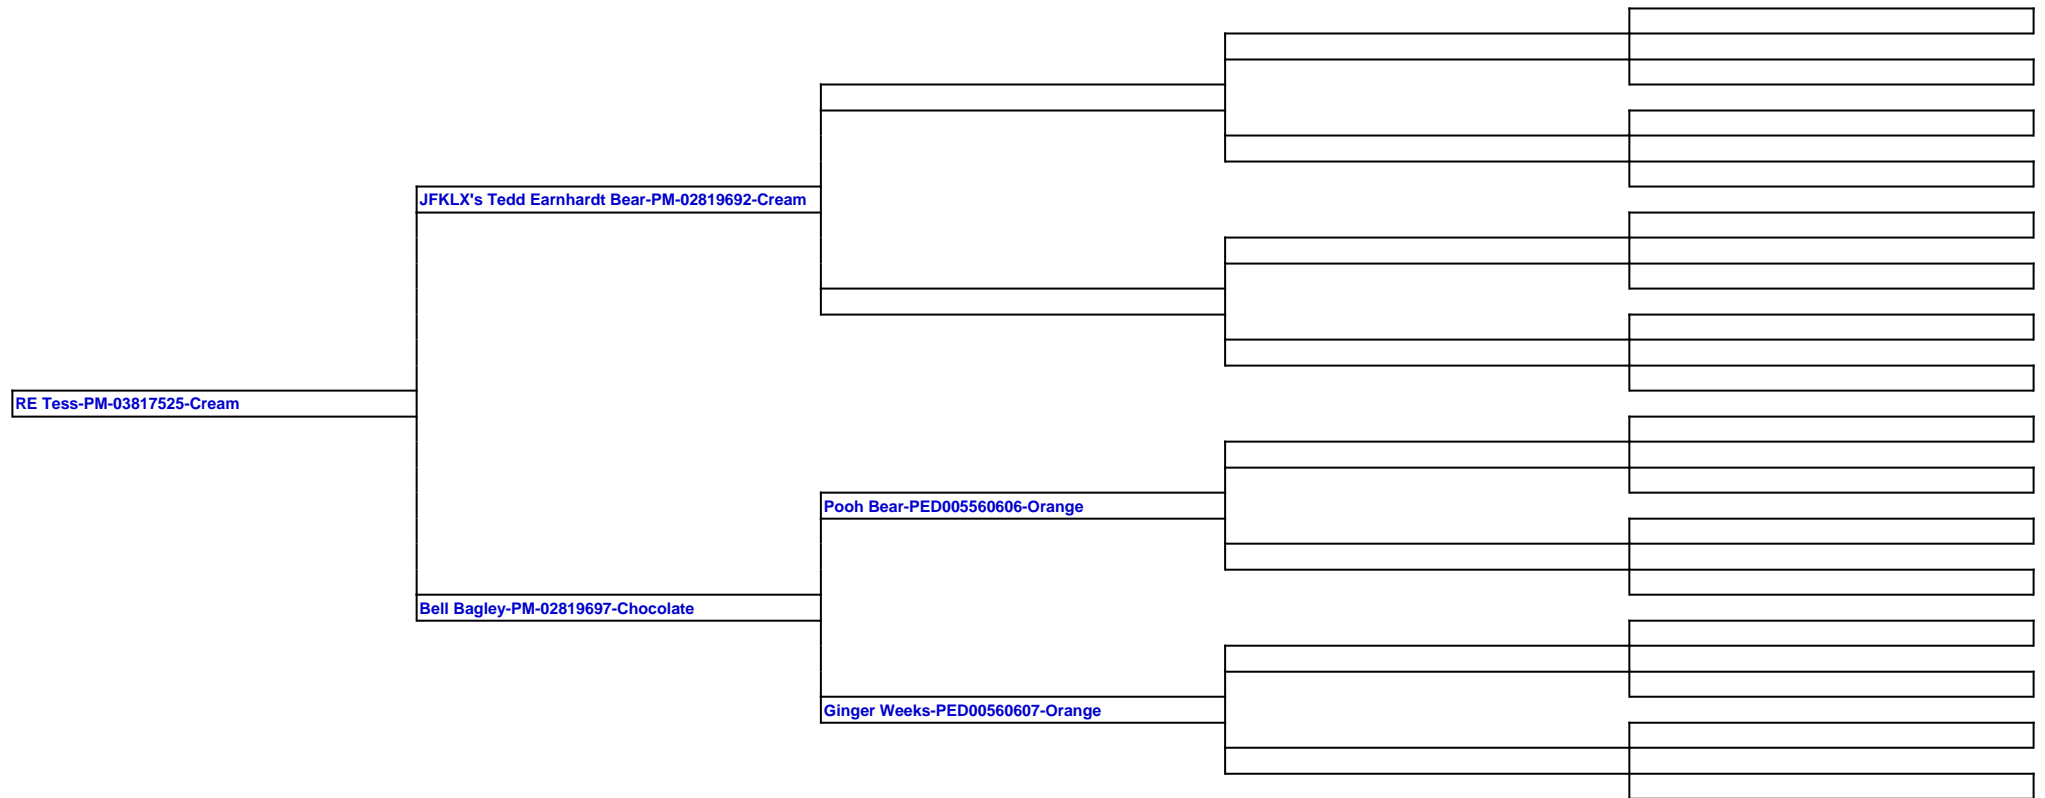 JFKLX's Tedd Earnhardt Bear-PM-02819692-Cream
RE Tess-PM-03817525-Cream
Pooh Bear-PED005560606-Orange
Bell Bagley-PM-02819697-Chocolate
Ginger Weeks-PED00560607-Orange